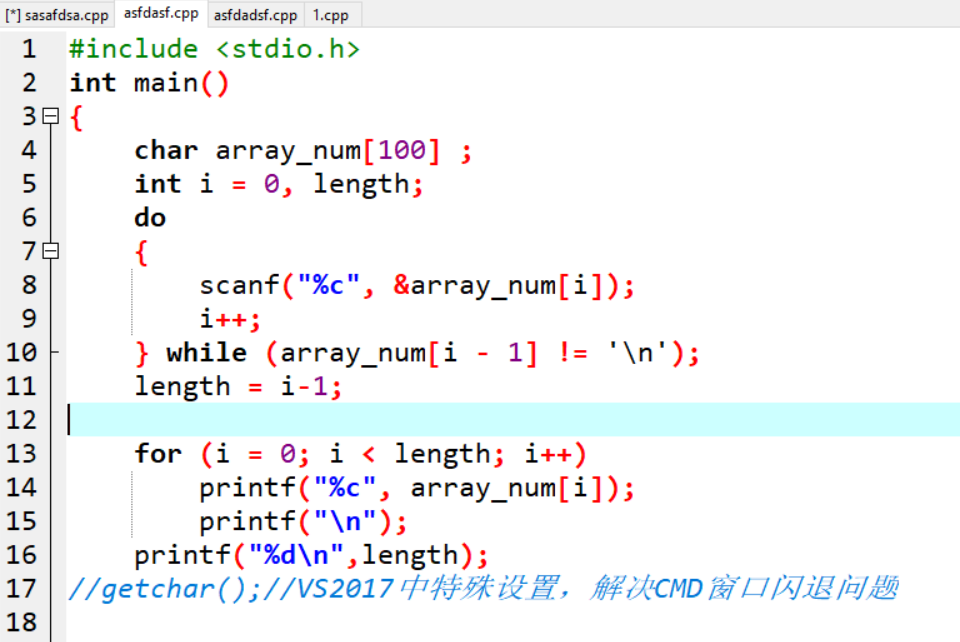 [*] sasafdsa.cpp asfdasf.cpp asfdadsf.cpp 1.cpp
1 #include <stdio.h>
2 int main()
3 {
4 char array_num[100] ;
5 int i = 0, length;
6 do
7 {
8 scanf("%c", &array_num[i]);
9 i++;
10 } while (array_num[i - 1] != '\n');
11 length = i-1;
12
13 for (i = 0; i < length; i++)
14 printf("%c", array_num[i]);
15 printf("\n");
16 printf("%d\n",length);
17 //getchar();//VS2017中特殊设置，解决CMD窗口闪退问题
18